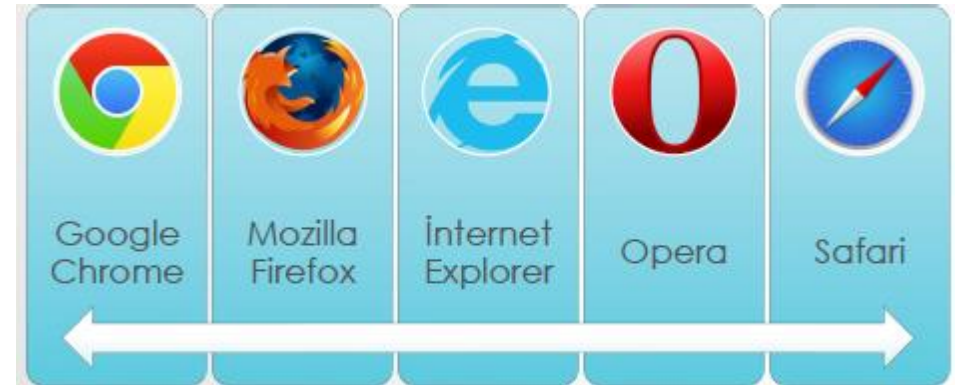 Google
Chrome
Mozilla
Firefox
İnternet
Explorer
Opera
Safari